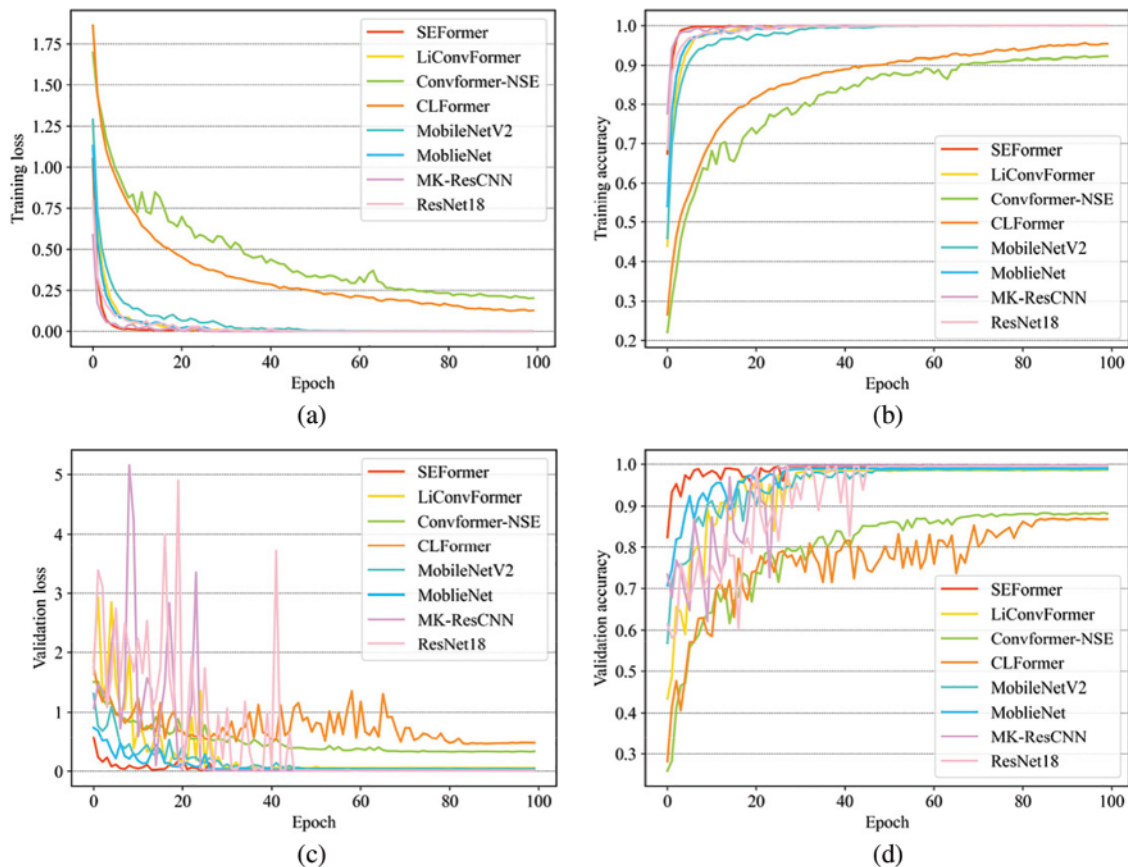 1.75
1.50
1.25
1.00
0.75
0.50
0.25
0.00
Training loss
0 20 40 60 80 100
Epoch
SEFormer
LiConvFormer
Convformer-NSE
CLFormer
MobileNetV2
MoblieNet
MK-ResCNN
ResNet18
(a)
1.0
0.9
0.8
0.7
0.6
0.5
0.4
0.3
0.2
Training accuracy
0 20 40 60 80 100
Epoch
SEFormer
LiConvFormer
Convformer-NSE
CLFormer
MobileNetV2
MoblieNet
MK-ResCNN
ResNet18
(b)
5
4
3
2
1
0
Validation loss
0 20 40 60 80 100
Epoch
SEFormer
LiConvFormer
Convformer-NSE
CLFormer
MobileNetV2
MoblieNet
MK-ResCNN
ResNet18
(c)
1.0
0.9
0.8
0.7
0.6
0.5
0.4
0.3
Validation accuracy
0 20 40 60 80 100
Epoch
SEFormer
LiConvFormer
Convformer-NSE
CLFormer
MobileNetV2
MoblieNet
MK-ResCNN
ResNet18
(d)